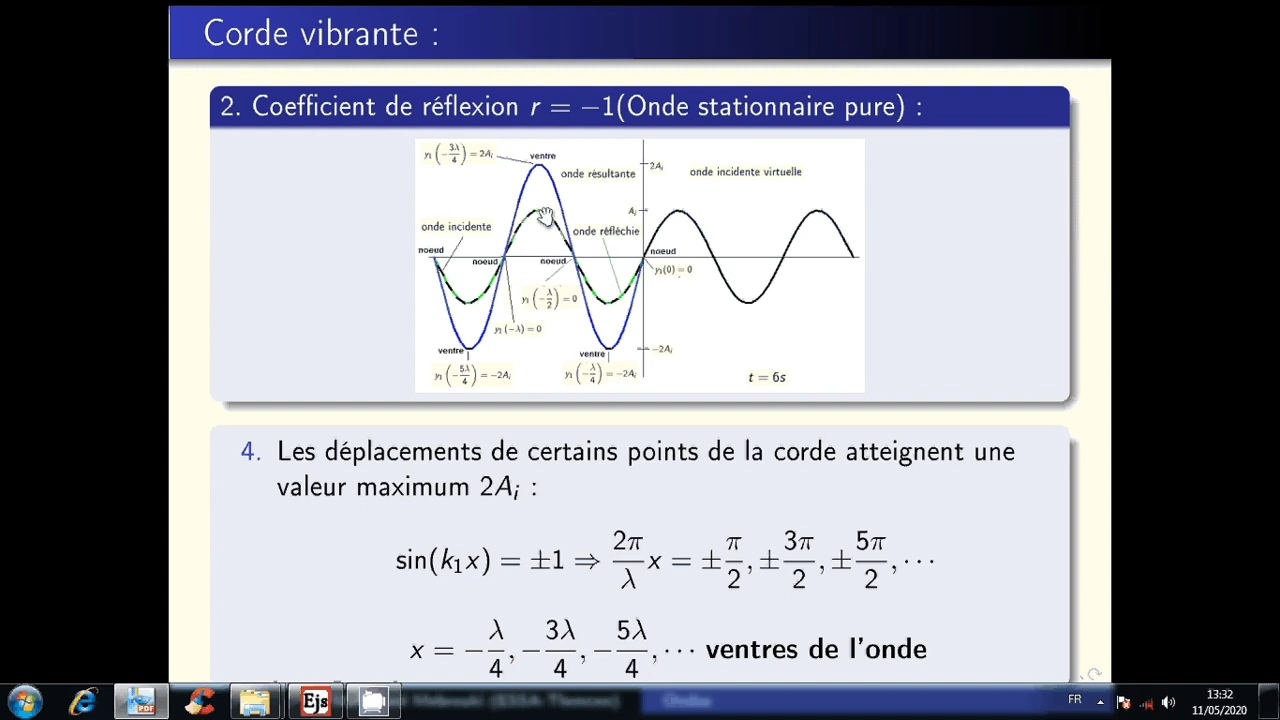 Corde vibrante :
2. Coefficient de réflexion r = −1(Onde stationnaire pure) :
y₁(−3λ/4) = 2Aᵢ
ventre
2Aᵢ
onde résultante
onde incidente virtuelle
Aᵢ
onde incidente
onde réfléchie
noeud
noeud
noeud
noeud
y₁(0) = 0
y₁(−λ/2) = 0
y₁(−λ) = 0
ventre
ventre
−2Aᵢ
y₁(−5λ/4) = −2Aᵢ
y₁(−λ/4) = −2Aᵢ
t = 6s
4. Les déplacements de certains points de la corde atteignent une
valeur maximum 2Aᵢ :
sin(k₁x) = ±1 ⇒ 2π/λ x = ±π/2, ±3π/2, ±5π/2, ⋯
x = −λ/4, −3λ/4, −5λ/4, ⋯ ventres de l'onde
PDF
Ejs
FR
13:32
11/05/2020